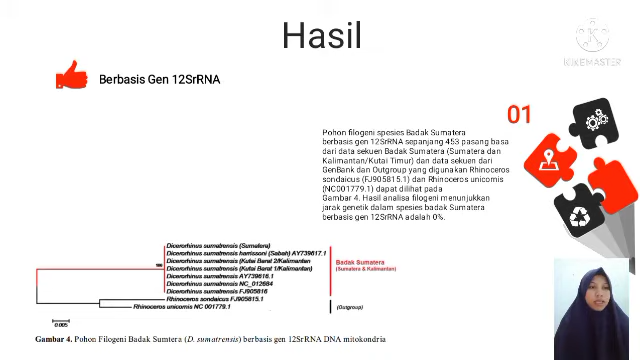 Hasil
KINEMASTER
Berbasis Gen 12SrRNA
01
Pohon filogeni spesies Badak Sumatera
berbasis gen 12SrRNA sepanjang 453 pasang basa
dari data sekuen Badak Sumatera (Sumatera dan
Kalimantan/Kutai Timur) dan data sekuen dari
GenBank dan Outgroup yang digunakan Rhinoceros
sondaicus (FJ905815.1) dan Rhinoceros unicornis
(NC001779.1) dapat dilihat pada
Gambar 4. Hasil analisa filogeni menunjukkan
jarak genetik dalam spesies badak Sumatera
berbasis gen 12SrRNA adalah 0%.
Dicerorhinus sumatrensis (Sumatera)
Dicerorhinus sumatrensis harrissoni (Sabah) AY739617.1
Dicerorhinus sumatrensis (Kutai Barat 2/Kalimantan)
Dicerorhinus sumatrensis (Kutai Barat 1/Kalimantan)
Dicerorhinus sumatrensis AY739616.1
Dicerorhinus sumatrensis NC_012684
Dicerorhinus sumatrensis FJ905816
Rhinoceros sondaicus FJ905815.1
Rhinoceros unicornis NC 001779.1
Badak Sumatera
(Sumatera & Kalimantan)
(Outgroup)
0.005
Gambar 4. Pohon Filogeni Badak Sumatra (D. sumatrensis) berbasis gen 12SrRNA DNA mitokondria